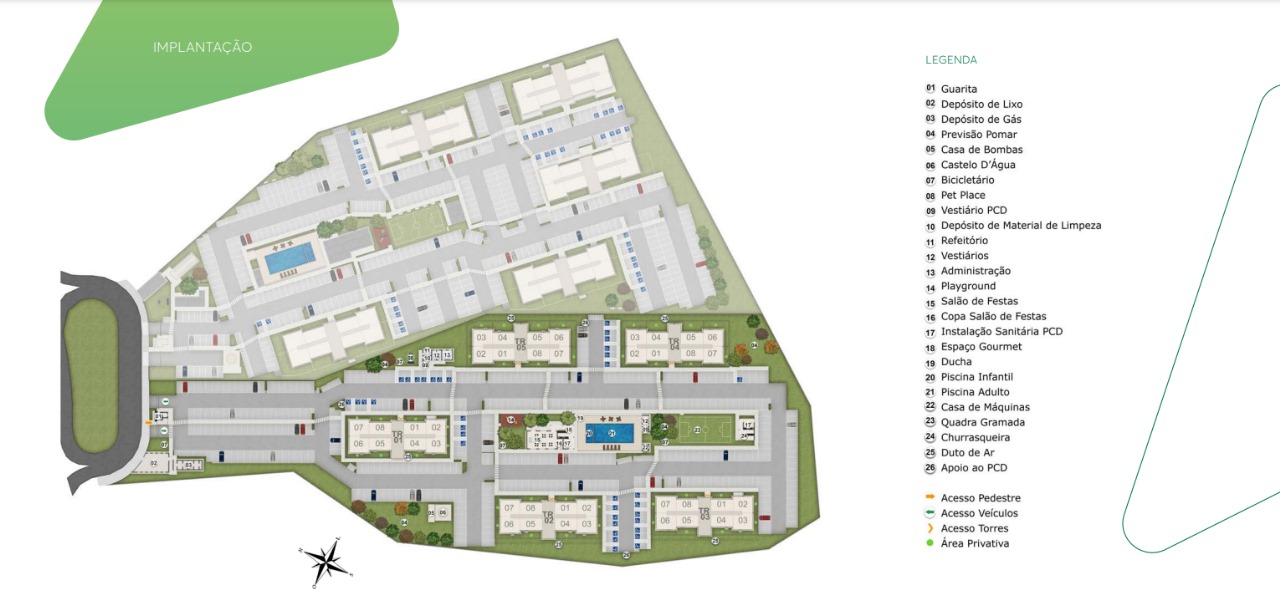 IMPLANTAÇÃO
LEGENDA
01 Guarita
02 Depósito de Lixo
03 Depósito de Gás
04 Previsão Pomar
05 Casa de Bombas
06 Castelo D'Água
07 Bicicletário
08 Pet Place
09 Vestiário PCD
10 Depósito de Material de Limpeza
11 Refeitório
12 Vestiários
13 Administração
14 Playground
15 Salão de Festas
16 Copa Salão de Festas
17 Instalação Sanitária PCD
18 Espaço Gourmet
19 Ducha
20 Piscina Infantil
21 Piscina Adulto
22 Casa de Máquinas
23 Quadra Gramada
24 Churrasqueira
25 Duto de Ar
26 Apoio ao PCD
Acesso Pedestre
Acesso Veículos
Acesso Torres
Área Privativa
03 04 05 06
TR 05
02 01 08 07
03 04 05 06
TR 04
02 01 08 07
07 08 01 02
TR 01
06 05 04 03
07 08 01 02
TR 02
06 05 04 03
07 08 01 02
TR 03
06 05 04 03
02
05 06
04